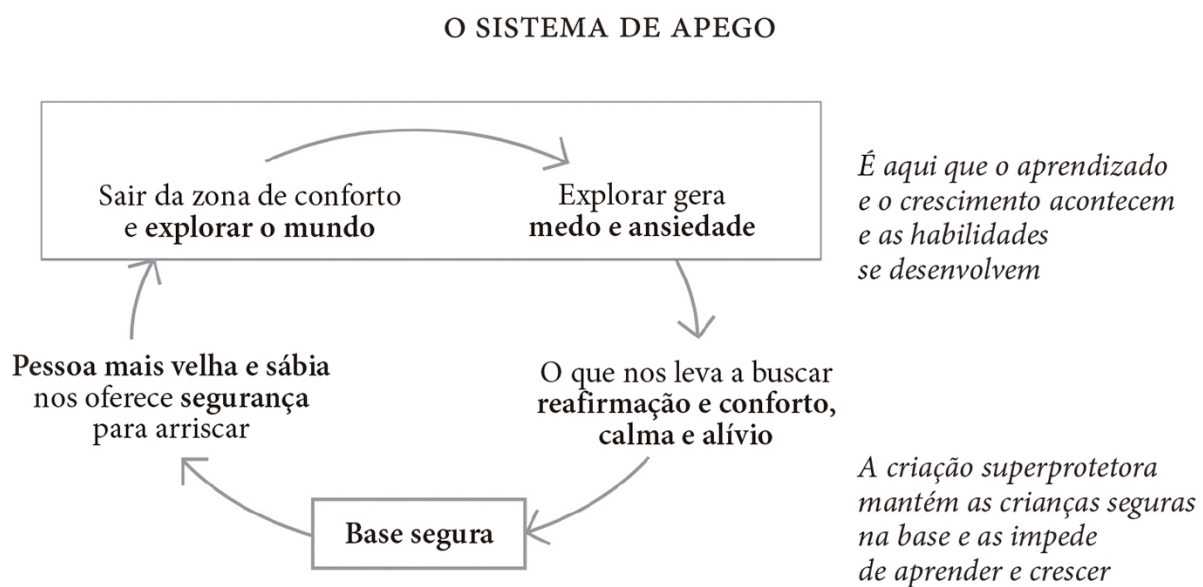 O SISTEMA DE APEGO
Sair da zona de conforto
e explorar o mundo
Explorar gera
medo e ansiedade
É aqui que o aprendizado
e o crescimento acontecem
e as habilidades
se desenvolvem
Pessoa mais velha e sábia
nos oferece segurança
para arriscar
O que nos leva a buscar
reafirmação e conforto,
calma e alívio
Base segura
A criação superprotetora
mantém as crianças seguras
na base e as impede
de aprender e crescer